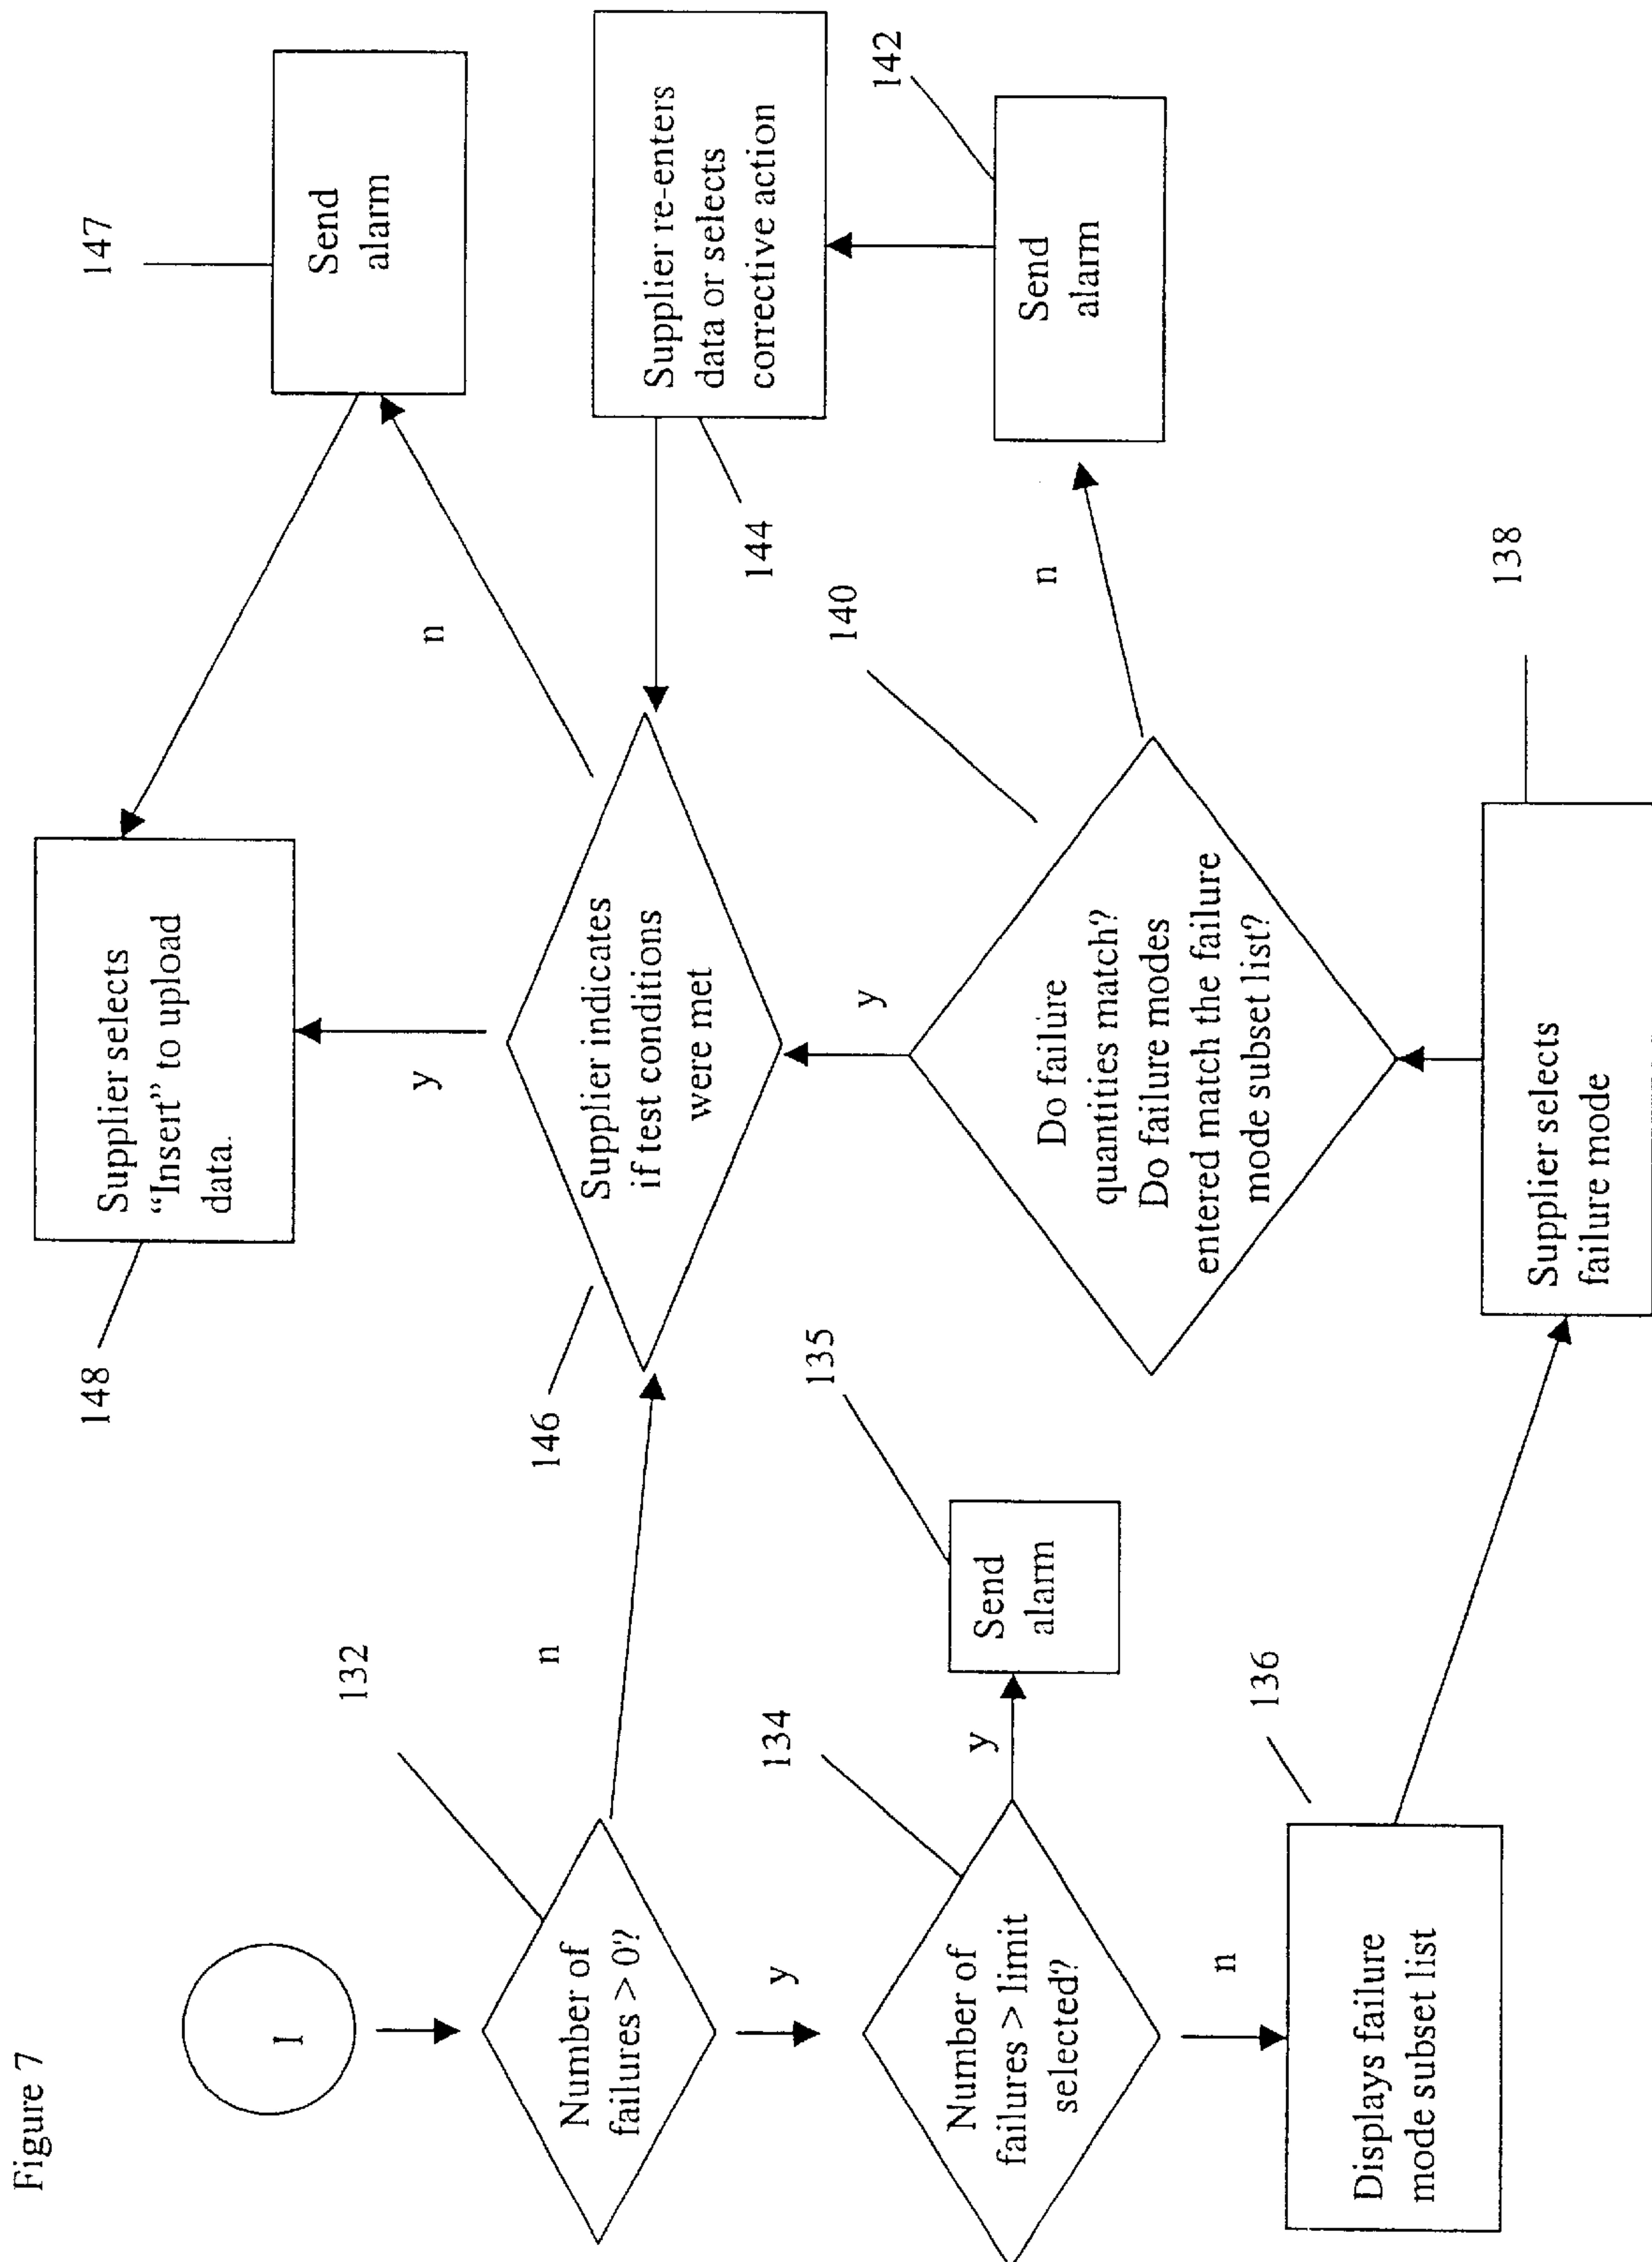 Figure 7
I
132
Number of
failures > 0?
n
y
134
Number of
failures > limit
selected?
y
135
Send
alarm
n
136
Displays failure
mode subset list
148
Supplier selects
“Insert” to upload
data.
y
n
147
Send
alarm
146
Supplier indicates
if test conditions
were met
144
Supplier re-enters
data or selects
corrective action
y
140
Do failure
quantities match?
Do failure modes
entered match the failure
mode subset list?
n
142
Send
alarm
138
Supplier selects
failure mode